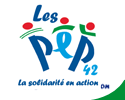 Les
PEP
42
La solidarité en action DM